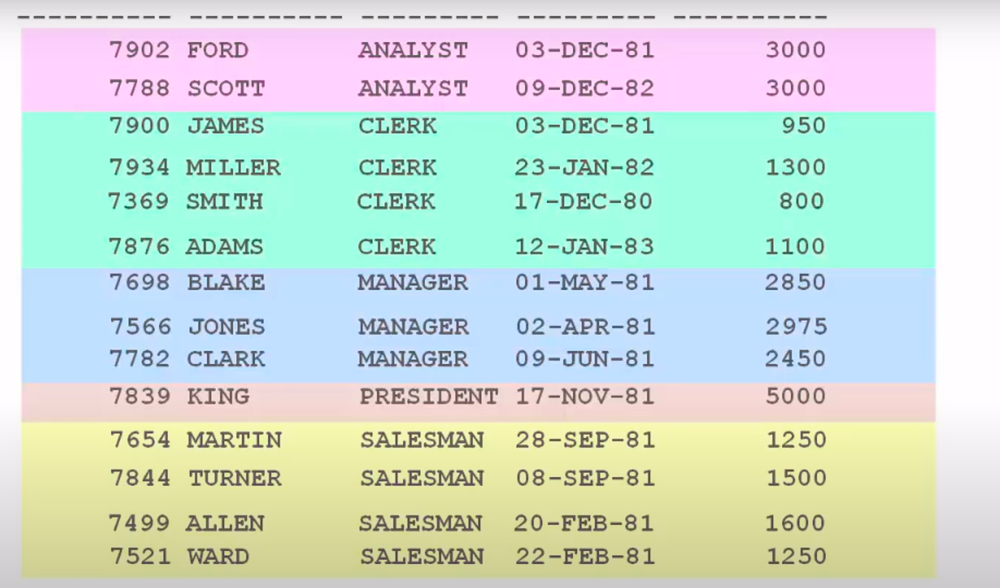 ---------- ---------- --------- --------- ----------
7902 FORD ANALYST 03-DEC-81 3000
7788 SCOTT ANALYST 09-DEC-82 3000
7900 JAMES CLERK 03-DEC-81 950
7934 MILLER CLERK 23-JAN-82 1300
7369 SMITH CLERK 17-DEC-80 800
7876 ADAMS CLERK 12-JAN-83 1100
7698 BLAKE MANAGER 01-MAY-81 2850
7566 JONES MANAGER 02-APR-81 2975
7782 CLARK MANAGER 09-JUN-81 2450
7839 KING PRESIDENT 17-NOV-81 5000
7654 MARTIN SALESMAN 28-SEP-81 1250
7844 TURNER SALESMAN 08-SEP-81 1500
7499 ALLEN SALESMAN 20-FEB-81 1600
7521 WARD SALESMAN 22-FEB-81 1250